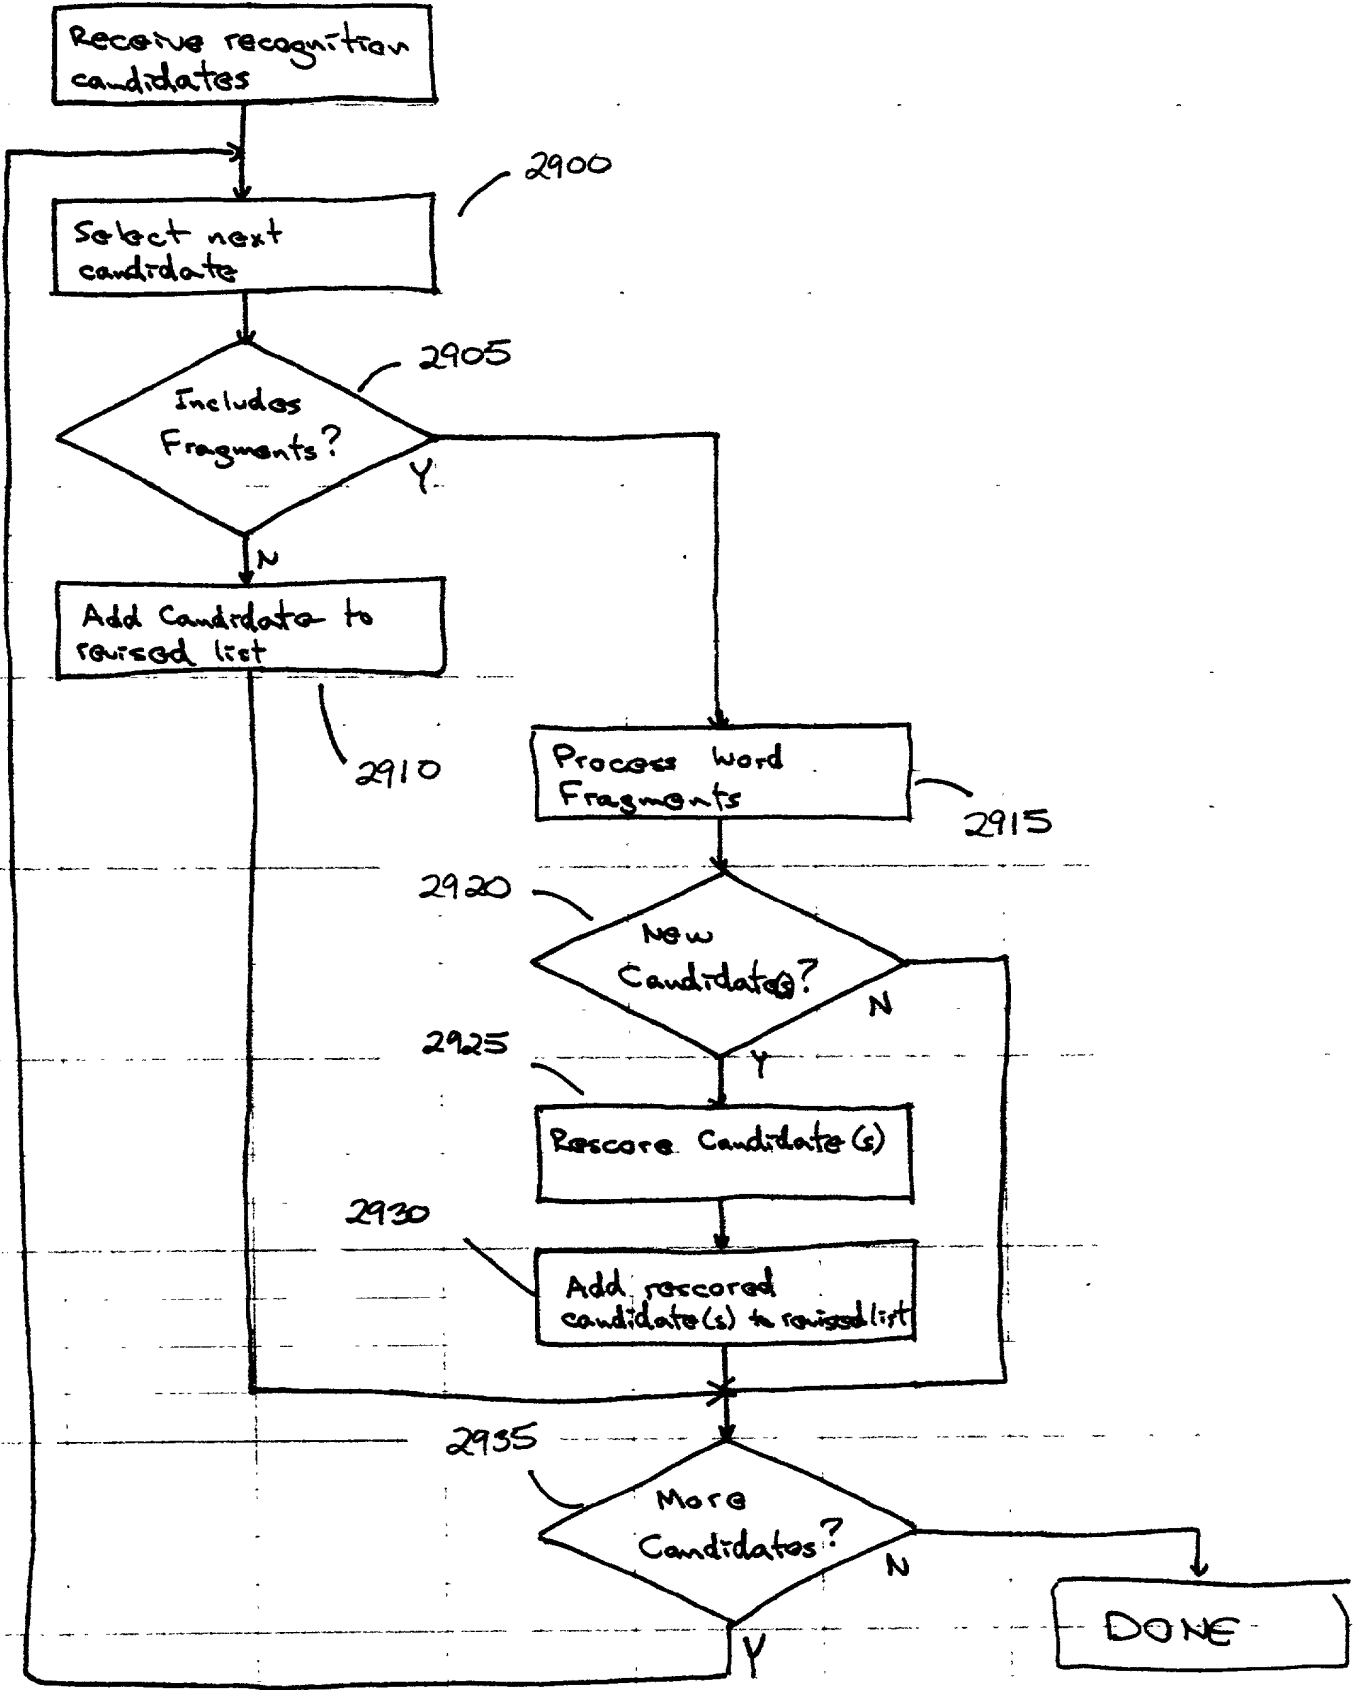 Receive recognition
candidates
2900
Select next
candidate
2905
Includes
Fragments?
Y
N
Add Candidate to
revised list
2910
Process Word
Fragments
2915
2920
New
Candidate(s)?
N
Y
2925
Rescore Candidate(s)
2930
Add rescored
candidate(s) to revised list
2935
More
Candidates?
N
Y
DONE